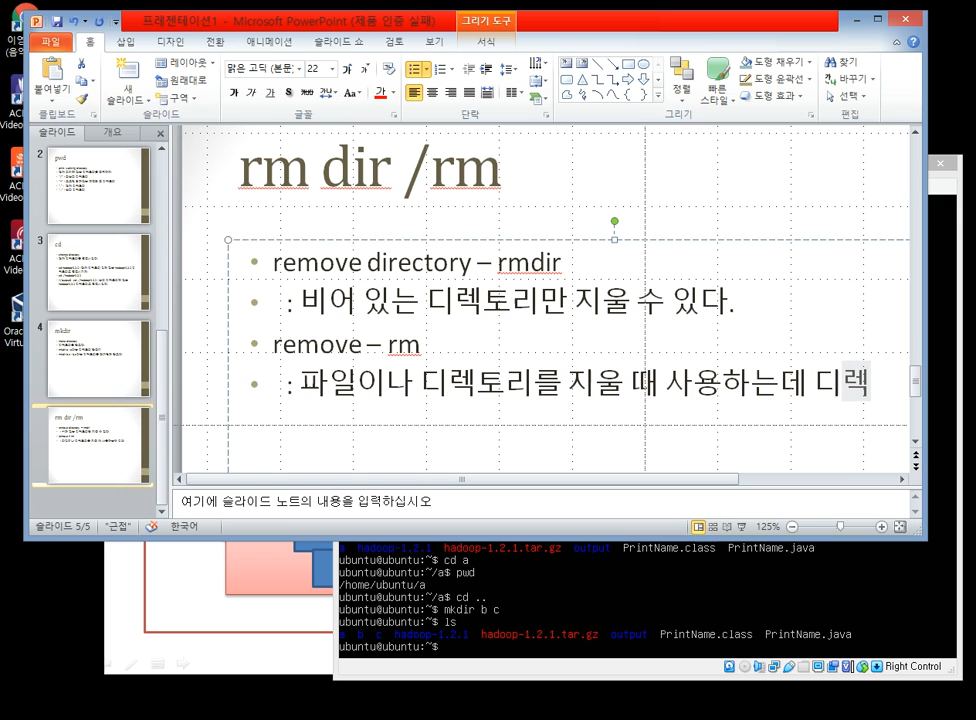 프레젠테이션1 - Microsoft PowerPoint (제품 인증 실패)
그리기 도구
파일 홈 삽입 디자인 전환 애니메이션 슬라이드 쇼 검토 보기 서식
붙여넣기
새 슬라이드
레이아웃
원래대로
구역
맑은 고딕 (본문:
22
정렬
빠른 스타일
도형 채우기
도형 윤곽선
도형 효과
찾기
바꾸기
선택
클립보드 슬라이드 글꼴 단락 그리기 편집
슬라이드 개요
2
pwd
3
cd
4
mkdir
rm dir /rm
rm dir /rm
remove directory – rmdir
: 비어 있는 디렉토리만 지울 수 있다.
remove – rm
: 파일이나 디렉토리를 지울 때 사용하는데 디렉
여기에 슬라이드 노트의 내용을 입력하십시오
슬라이드 5/5 "근접" 한국어 125%
a hadoop-1.2.1 hadoop-1.2.1.tar.gz output PrintName.class PrintName.java
ubuntu@ubuntu:~$ cd a
ubuntu@ubuntu:~/a$ pwd
/home/ubuntu/a
ubuntu@ubuntu:~/a$ cd ..
ubuntu@ubuntu:~$ mkdir b c
ubuntu@ubuntu:~$ ls
a b c hadoop-1.2.1 hadoop-1.2.1.tar.gz output PrintName.class PrintName.java
ubuntu@ubuntu:~$
Right Control